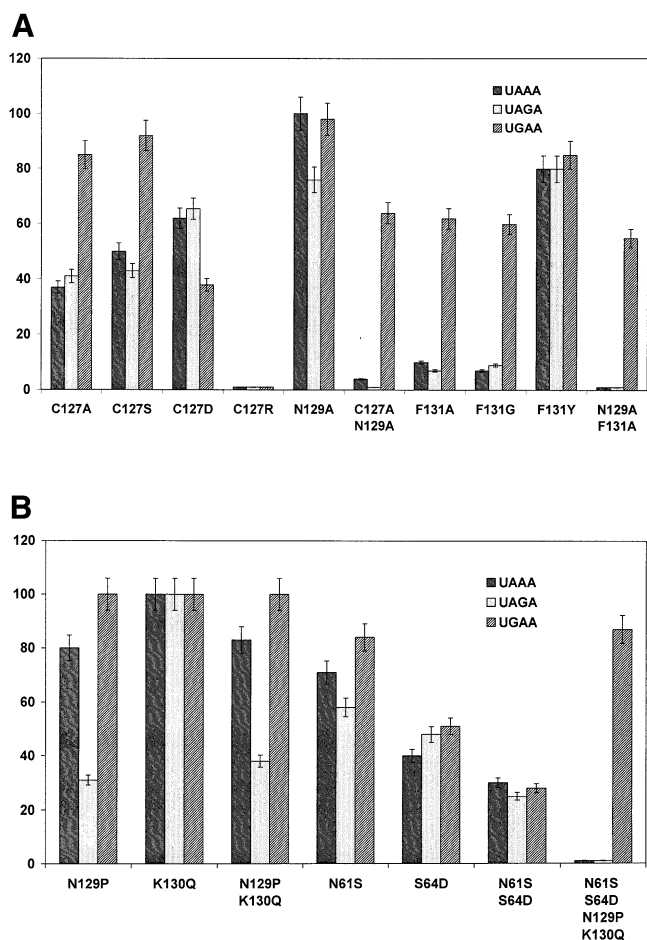 A
120
100
80
60
40
20
0
UAAA
UAGA
UGAA
C127A C127S C127D C127R N129A C127A F131A F131G F131Y N129A
N129A F131A
B
120
100
80
60
40
20
0
UAAA
UAGA
UGAA
N129P K130Q N129P N61S S64D N61S N61S
K130Q S64D S64D
N129P
K130Q